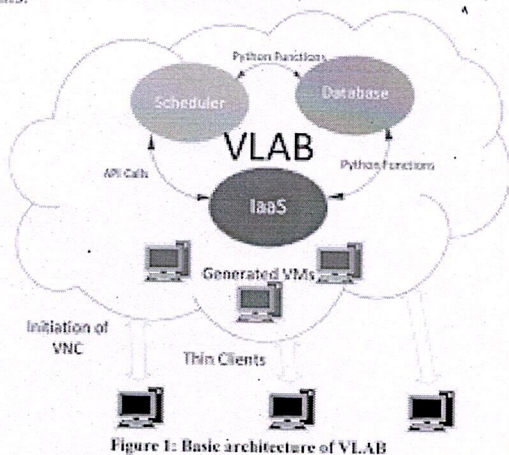 Python Functions
Scheduler
Database
VLAB
API Calls
Python Functions
IaaS
Generated VMs
Initiation of
VNC
Thin Clients
Figure 1: Basic architecture of VLAB